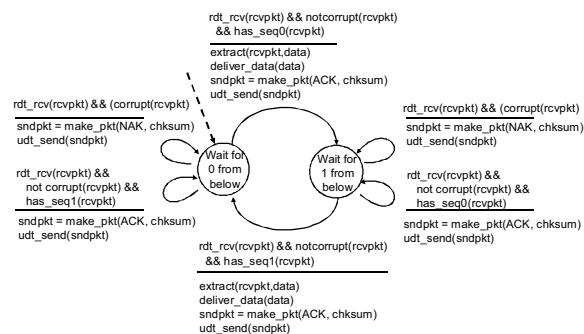 rdt_rcv(rcvpkt) && notcorrupt(rcvpkt)
&& has_seq0(rcvpkt)
extract(rcvpkt,data)
deliver_data(data)
sndpkt = make_pkt(ACK, chksum)
udt_send(sndpkt)
rdt_rcv(rcvpkt) && (corrupt(rcvpkt)
sndpkt = make_pkt(NAK, chksum)
udt_send(sndpkt)
rdt_rcv(rcvpkt) &&
not corrupt(rcvpkt) &&
has_seq1(rcvpkt)
sndpkt = make_pkt(ACK, chksum)
udt_send(sndpkt)
Wait for
0 from
below
Wait for
1 from
below
rdt_rcv(rcvpkt) && (corrupt(rcvpkt)
sndpkt = make_pkt(NAK, chksum)
udt_send(sndpkt)
rdt_rcv(rcvpkt) &&
not corrupt(rcvpkt) &&
has_seq0(rcvpkt)
sndpkt = make_pkt(ACK, chksum)
udt_send(sndpkt)
rdt_rcv(rcvpkt) && notcorrupt(rcvpkt)
&& has_seq1(rcvpkt)
extract(rcvpkt,data)
deliver_data(data)
sndpkt = make_pkt(ACK, chksum)
udt_send(sndpkt)